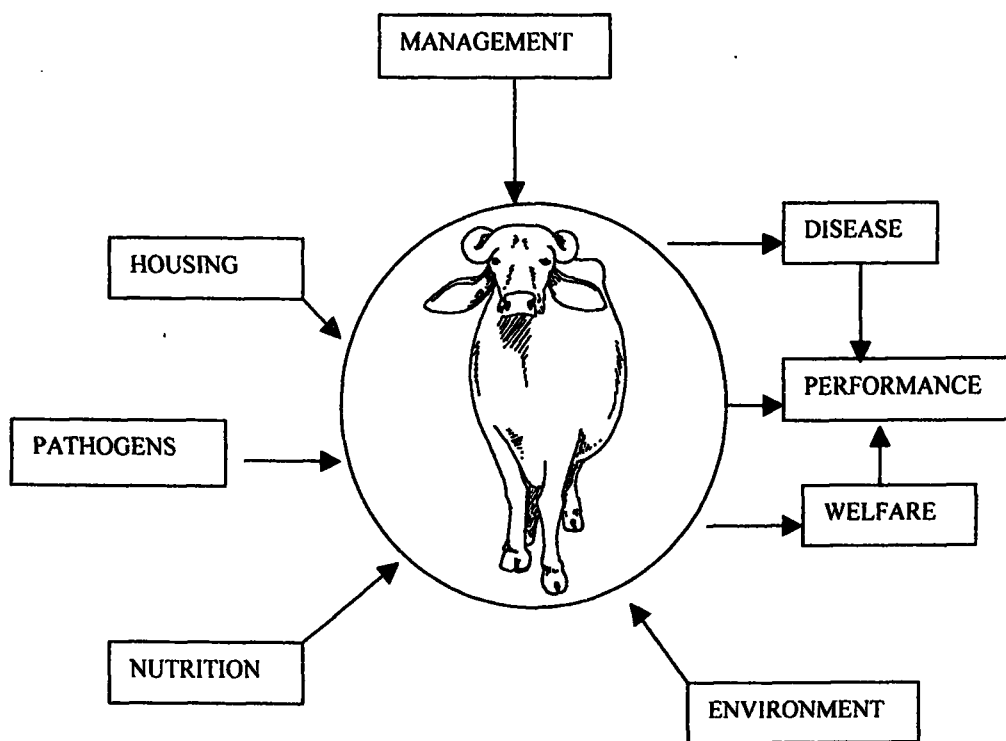 MANAGEMENT
HOUSING
DISEASE
PERFORMANCE
PATHOGENS
WELFARE
NUTRITION
ENVIRONMENT